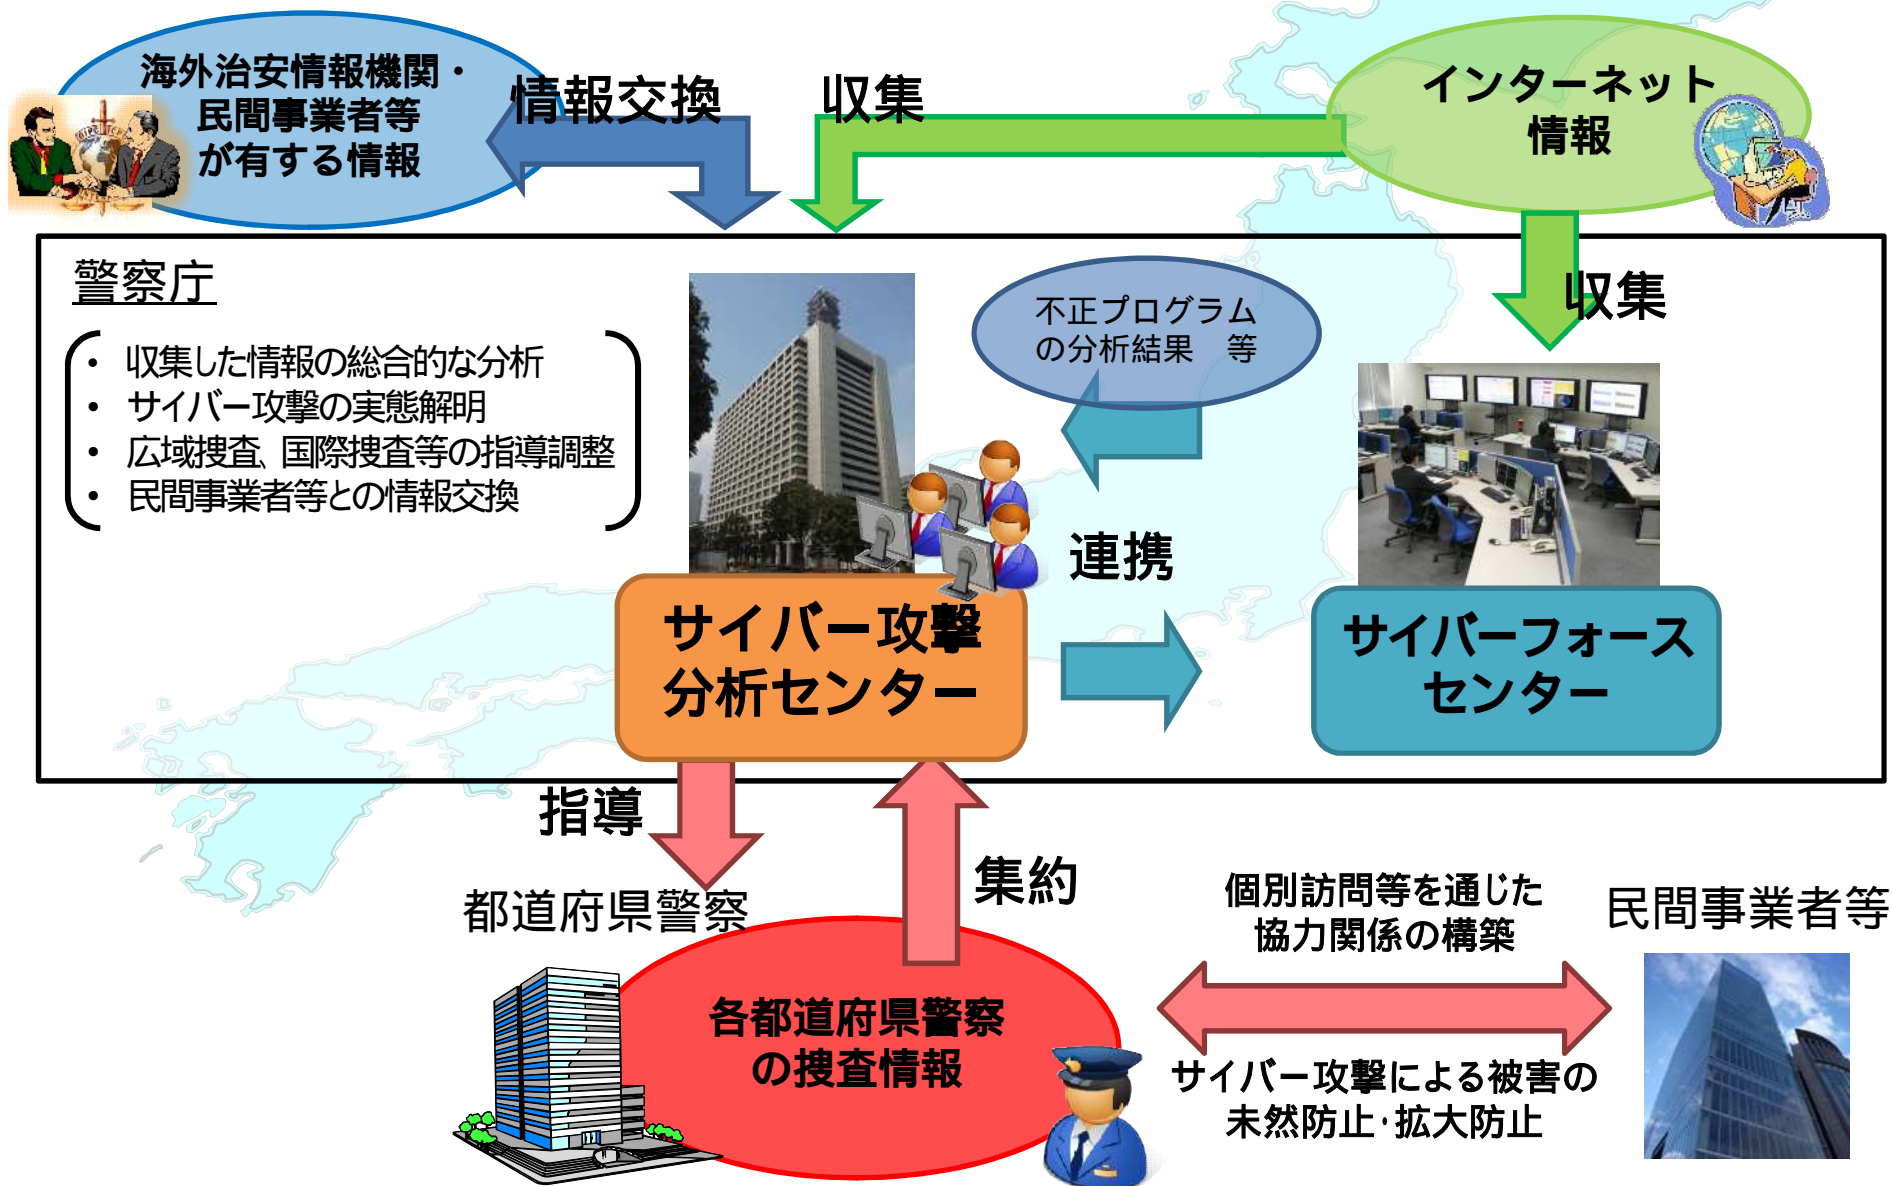 海外治安情報機関・
民間事業者等
が有する情報
情報交換
収集
インターネット
情報
警察庁
・ 収集した情報の総合的な分析
・ サイバー攻撃の実態解明
・ 広域捜査、国際捜査等の指導調整
・ 民間事業者等との情報交換
不正プログラム
の分析結果　等
収集
連携
サイバー攻撃
分析センター
サイバーフォース
センター
指導
集約
都道府県警察
各都道府県警察
の捜査情報
個別訪問等を通じた
協力関係の構築
民間事業者等
サイバー攻撃による被害の
未然防止・拡大防止